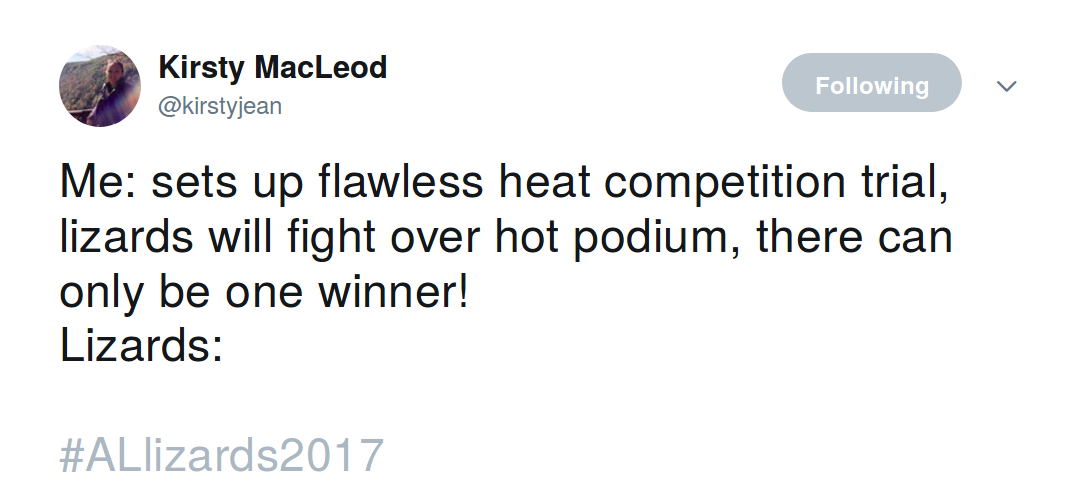 Kirsty MacLeod
@kirstyjean
Following
Me: sets up flawless heat competition trial,
lizards will fight over hot podium, there can
only be one winner!
Lizards:
#ALlizards2017